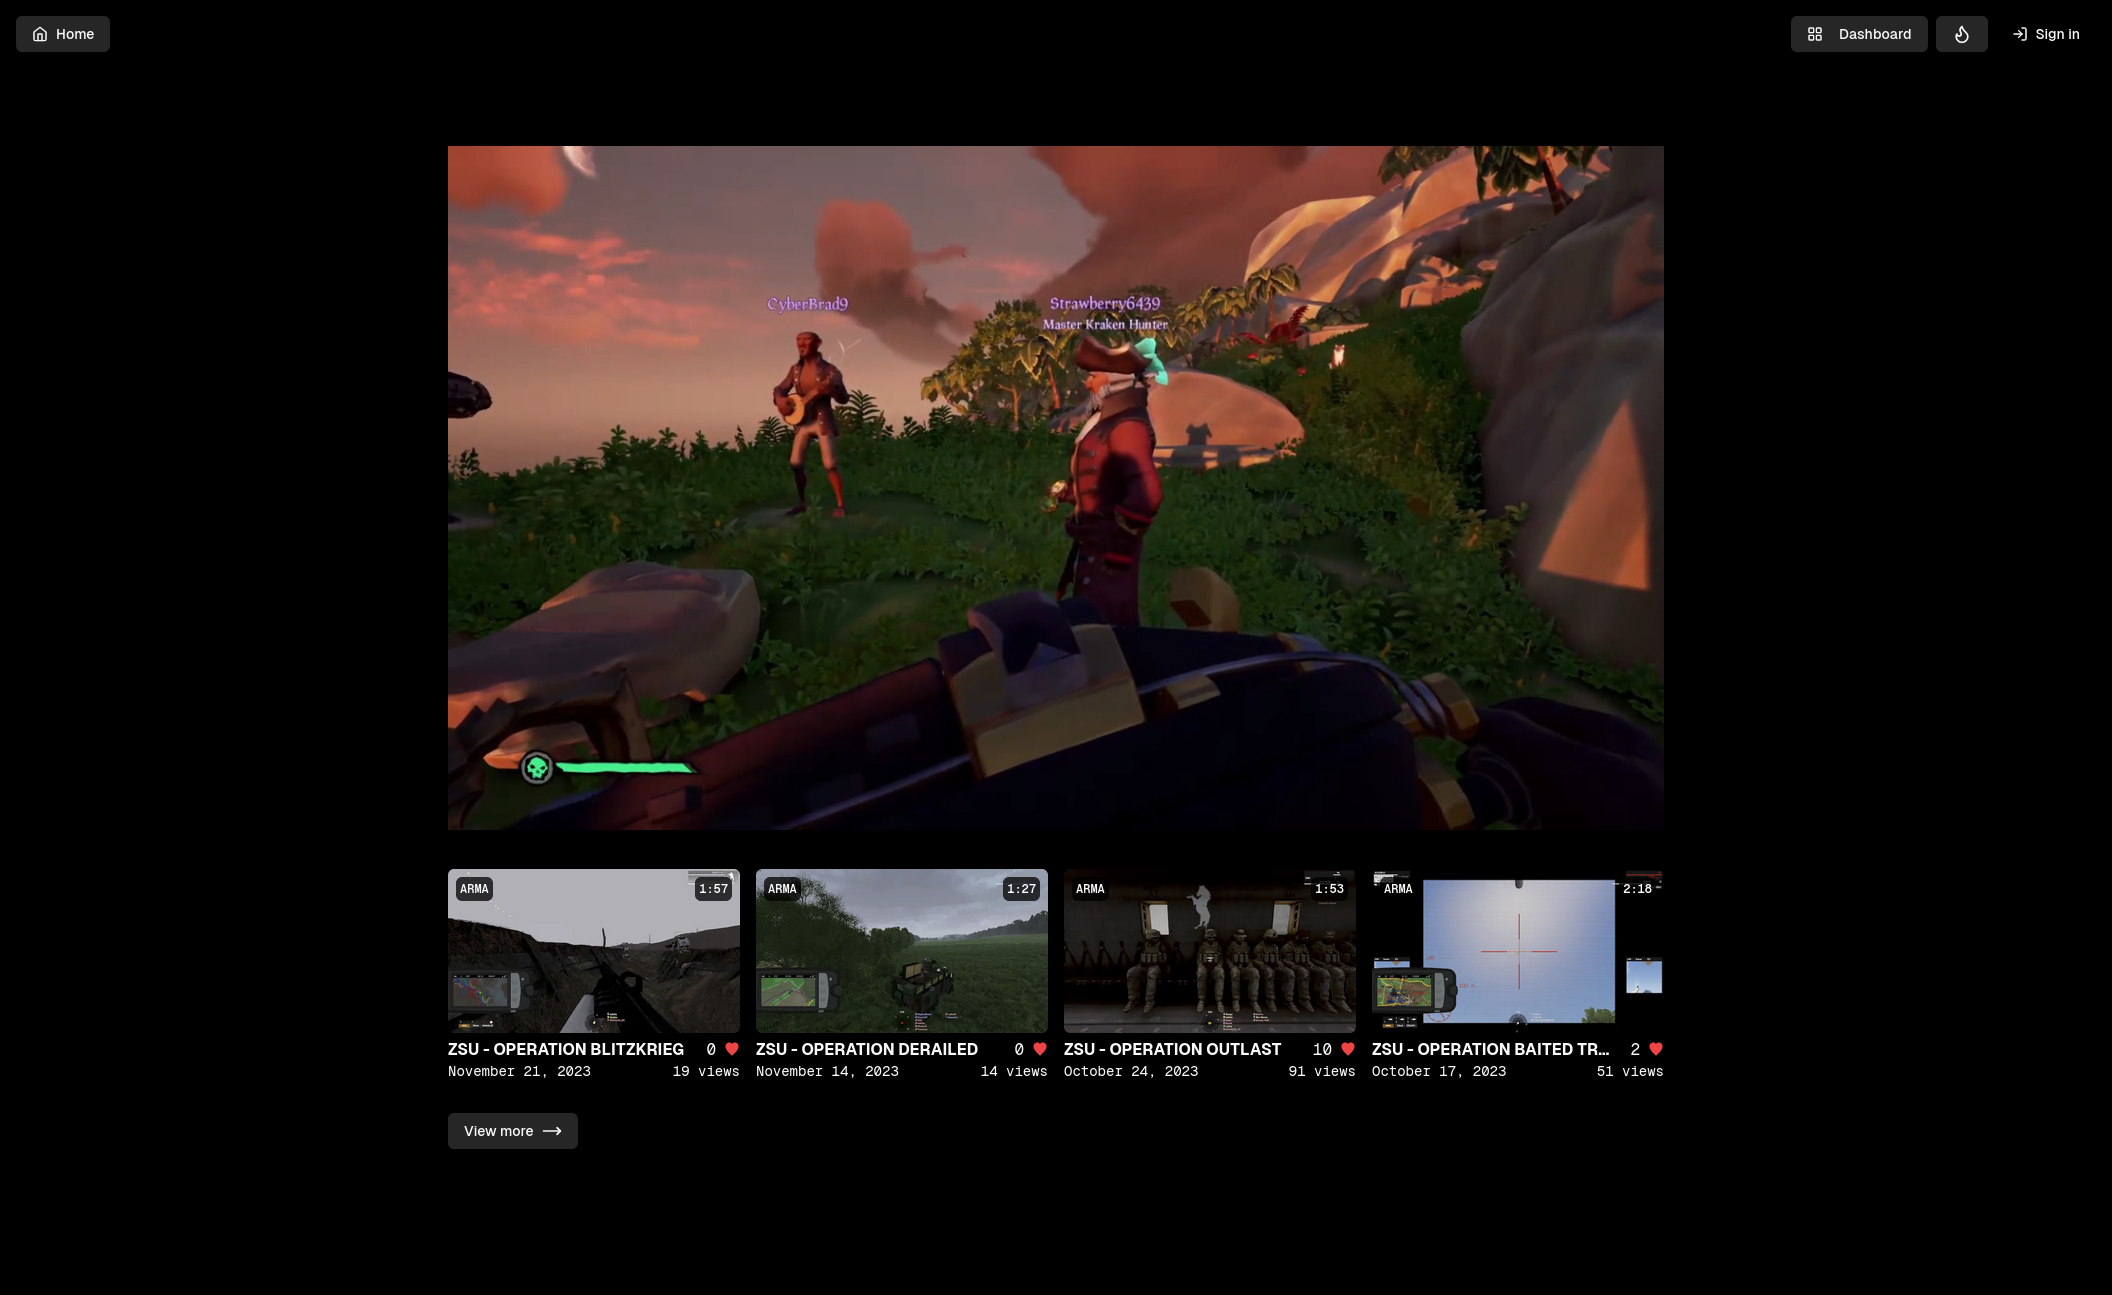 Home
Dashboard
Sign in
CyberBrad9
Strawberry6439
Master Kraken Hunter
ARMA
1:57
ARMA
1:27
ARMA
1:53
ARMA
2:18
ZSU - OPERATION BLITZKRIEG 0
November 21, 2023 19 views
ZSU - OPERATION DERAILED 0
November 14, 2023 14 views
ZSU - OPERATION OUTLAST 10
October 24, 2023 91 views
ZSU - OPERATION BAITED TR... 2
October 17, 2023 51 views
View more